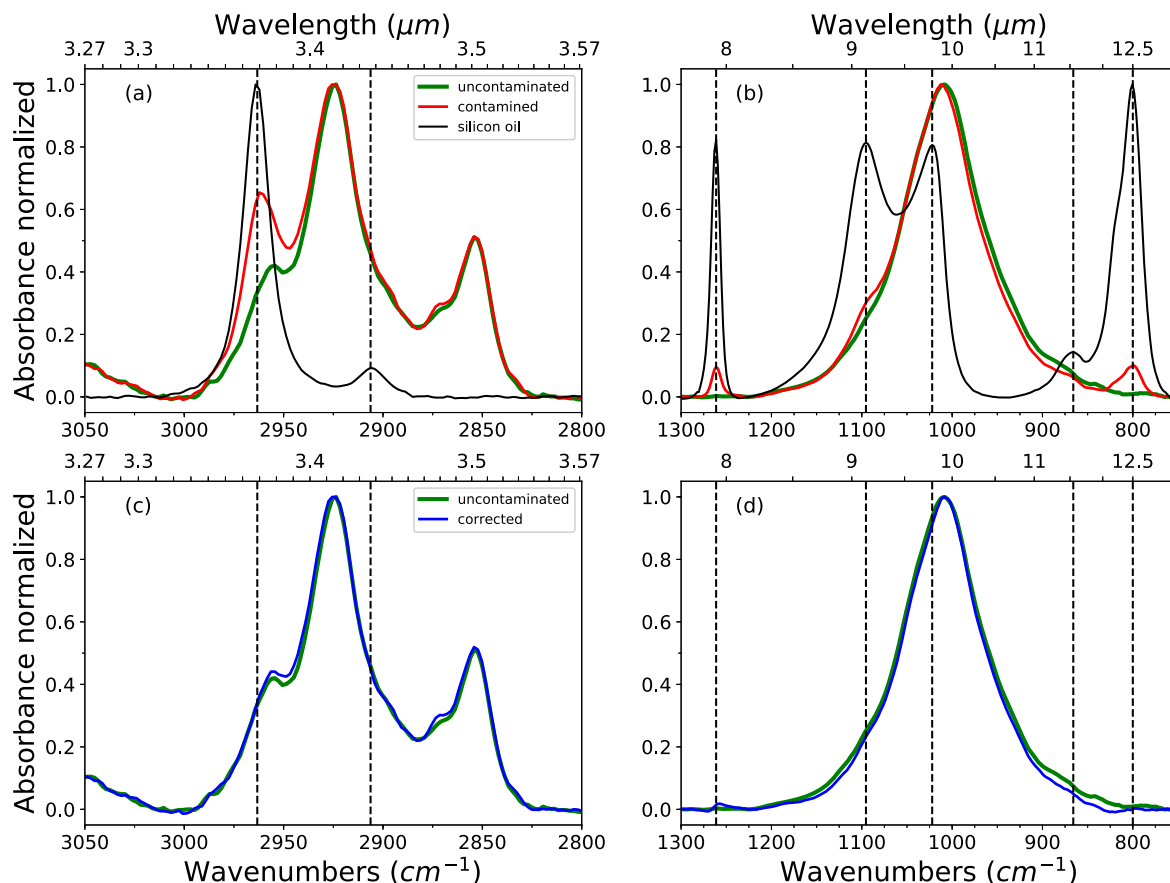 Wavelength (μm)
Wavelength (μm)
3.27 3.3 3.4 3.5 3.57
8 9 10 11 12.5
Absorbance normalized
1.0
0.8
0.6
0.4
0.2
0.0
(a)
uncontaminated
contamined
silicon oil
3050 3000 2950 2900 2850 2800
1.0
0.8
0.6
0.4
0.2
0.0
(b)
1300 1200 1100 1000 900 800
3.27 3.3 3.4 3.5 3.57
8 9 10 11 12.5
Absorbance normalized
1.0
0.8
0.6
0.4
0.2
0.0
(c)
uncontaminated
corrected
3050 3000 2950 2900 2850 2800
Wavenumbers (cm⁻¹)
1.0
0.8
0.6
0.4
0.2
0.0
(d)
1300 1200 1100 1000 900 800
Wavenumbers (cm⁻¹)